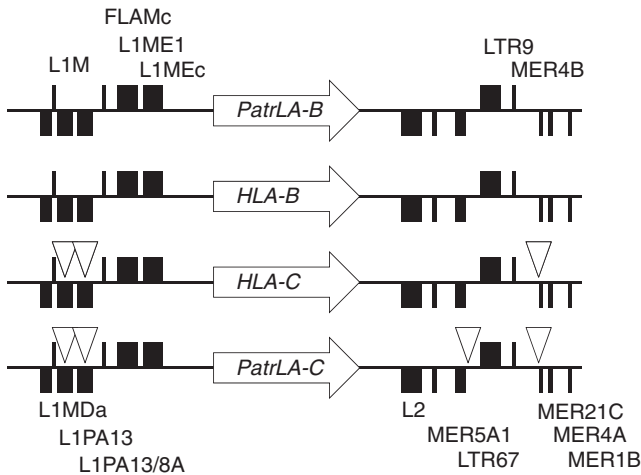 FLAMc
L1ME1
L1M
L1MEc
LTR9
MER4B
PatrLA-B
HLA-B
HLA-C
PatrLA-C
L1MDa
L1PA13
L1PA13/8A
L2
MER5A1
LTR67
MER21C
MER4A
MER1B